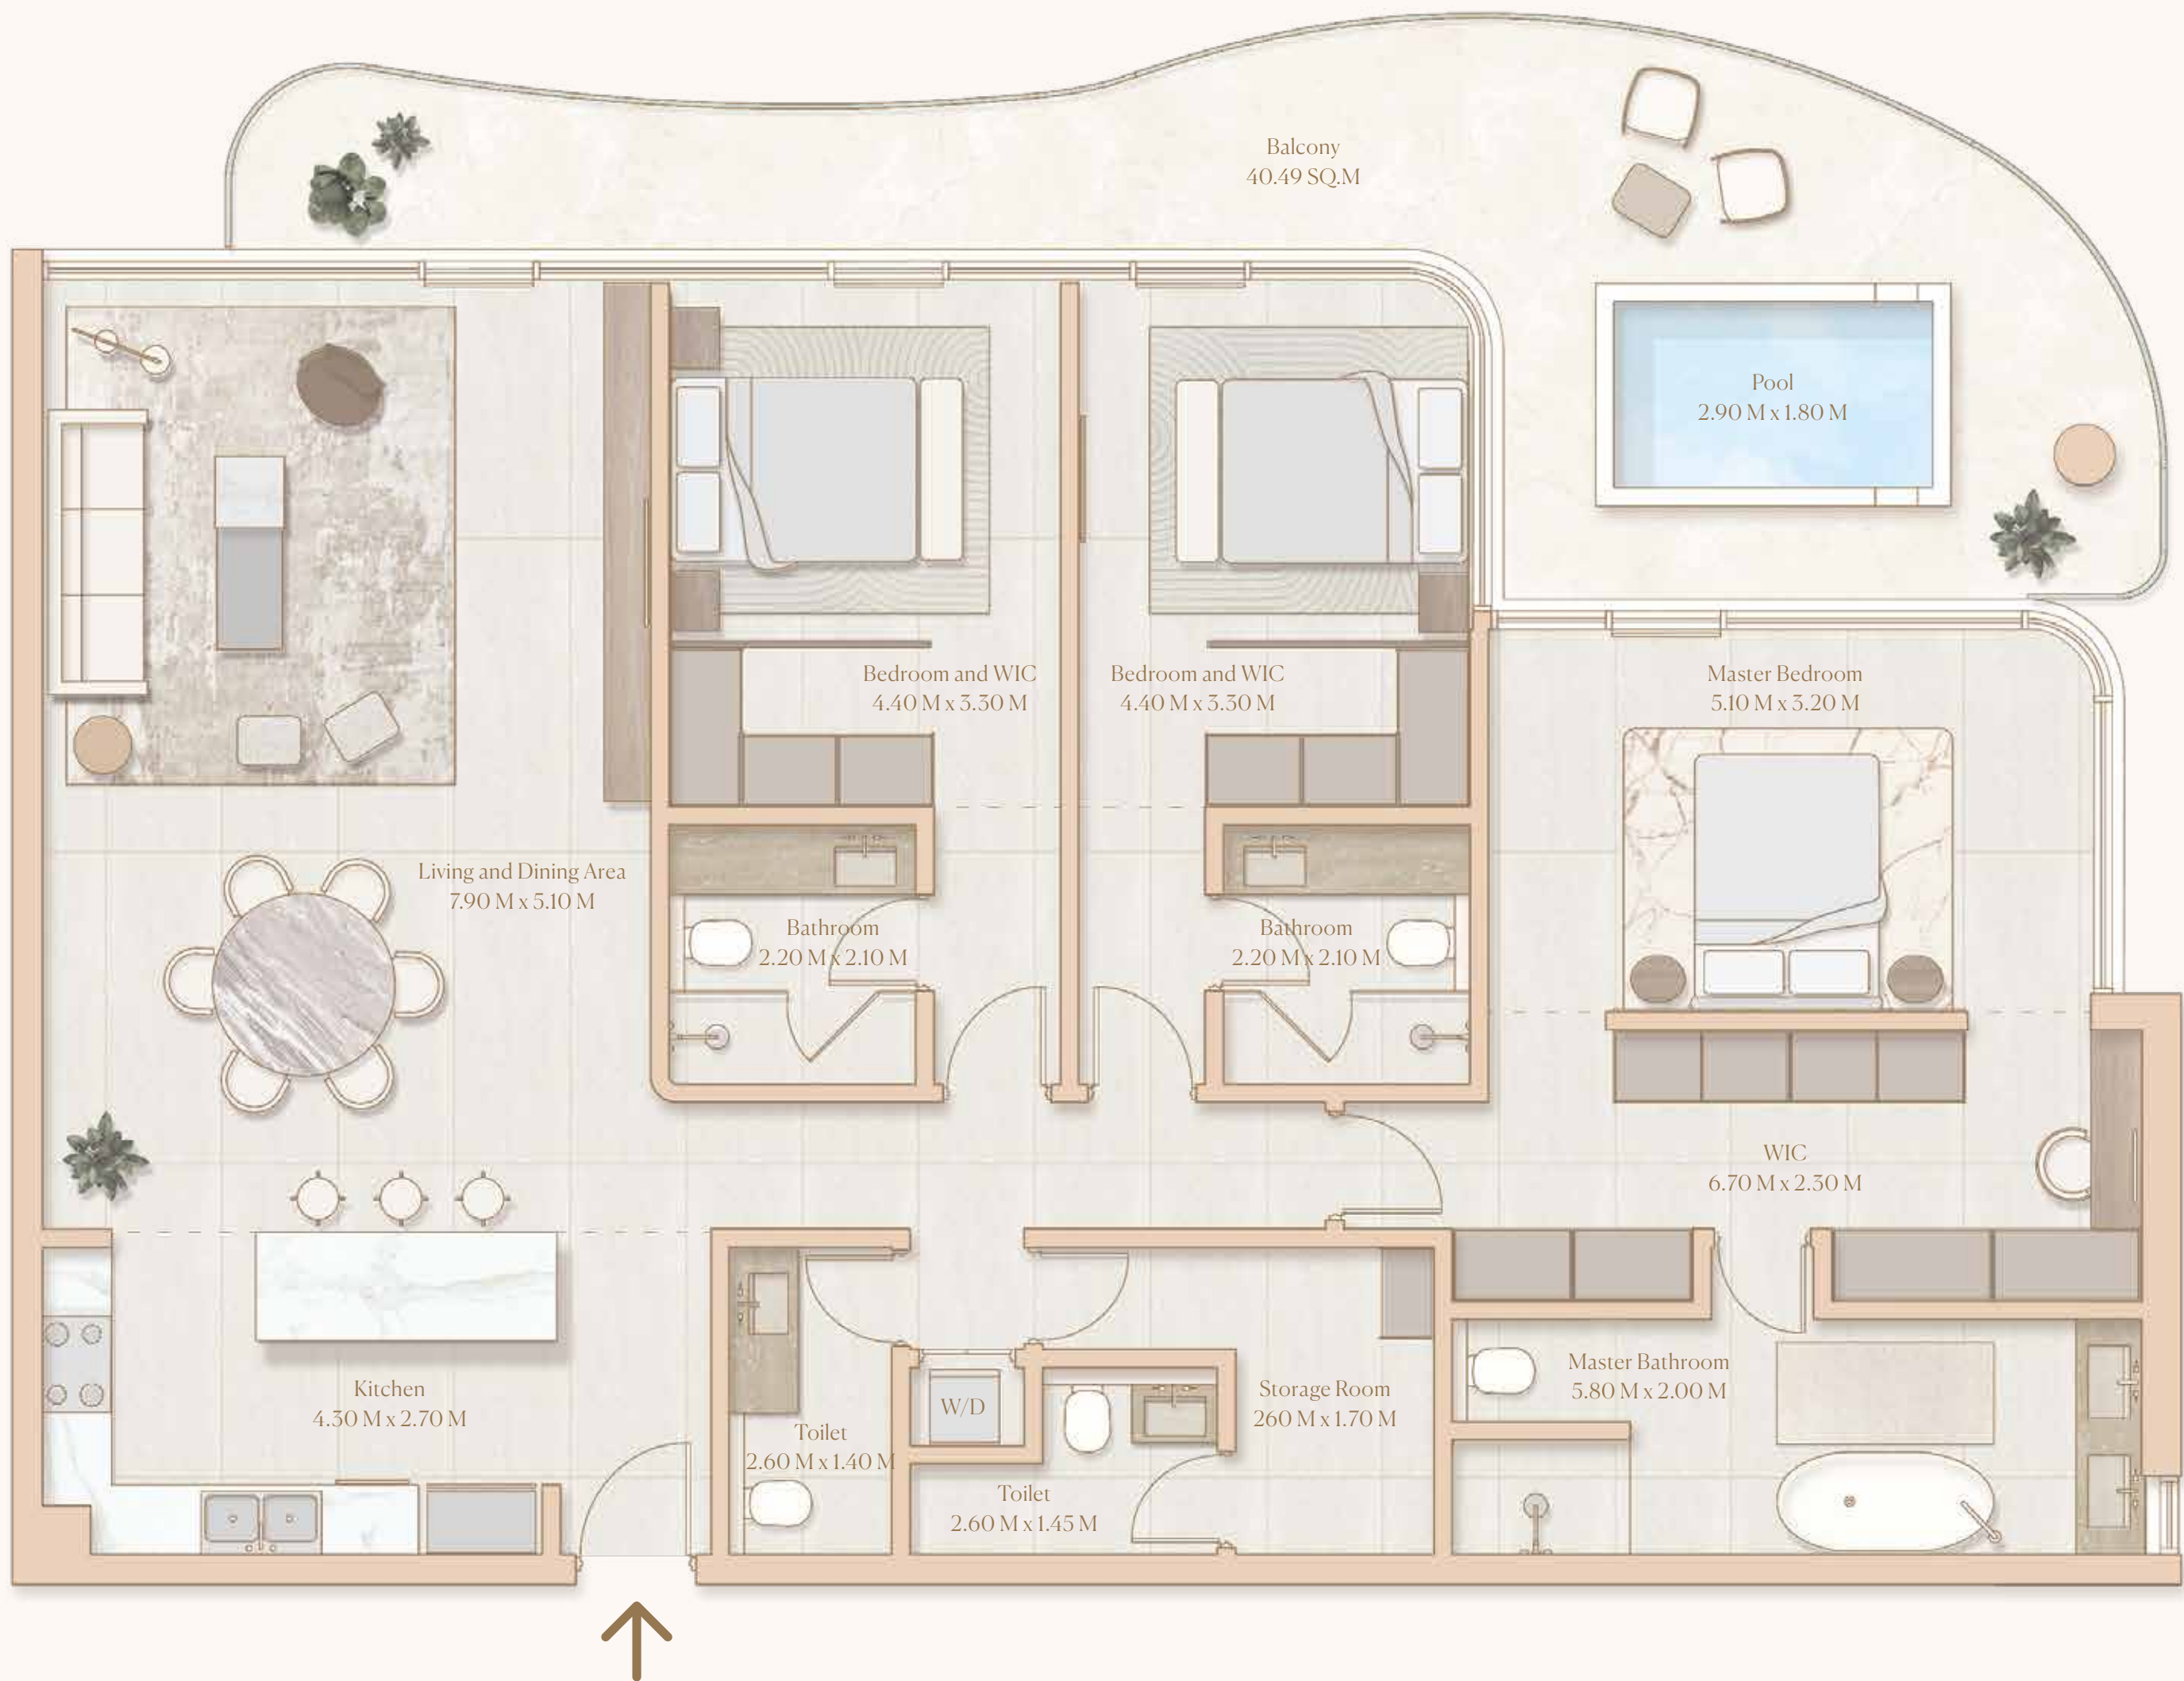 Balcony
40.49 SQ.M
Pool
2.90 M x 1.80 M
Bedroom and WIC
4.40 M x 3.30 M
Bedroom and WIC
4.40 M x 3.30 M
Master Bedroom
5.10 M x 3.20 M
Living and Dining Area
7.90 M x 5.10 M
Bathroom
2.20 M x 2.10 M
Bathroom
2.20 M x 2.10 M
WIC
6.70 M x 2.30 M
Kitchen
4.30 M x 2.70 M
Toilet
2.60 M x 1.40 M
W/D
Toilet
2.60 M x 1.45 M
Storage Room
260 M x 1.70 M
Master Bathroom
5.80 M x 2.00 M